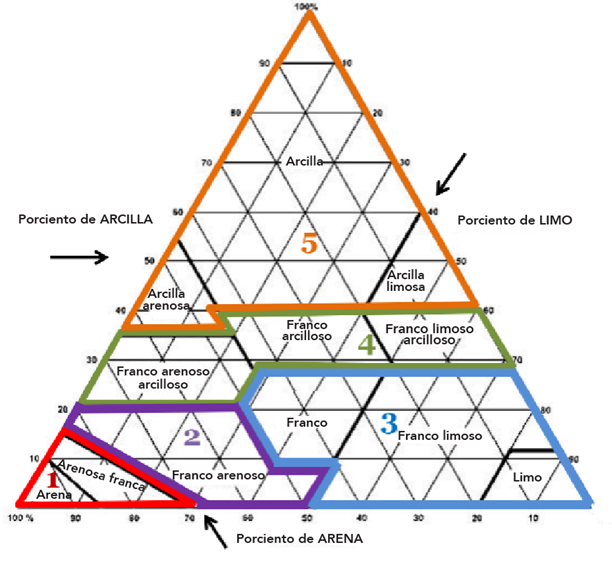 100%
90
10
80
20
70
Arcilla
30
Porciento de ARCILLA
60
40
Porciento de LIMO
5
50
50
Arcilla
limosa
Arcilla
arenosa
40
60
Franco
arcilloso
Franco limoso
arcilloso
4
30
70
Franco arenoso
arcilloso
20
80
2
Franco
3
Franco limoso
10
90
1
Arenosa franca
Franco arenoso
Limo
Arena
100 %
90
80
70
60
50
40
30
20
10
Porciento de ARENA